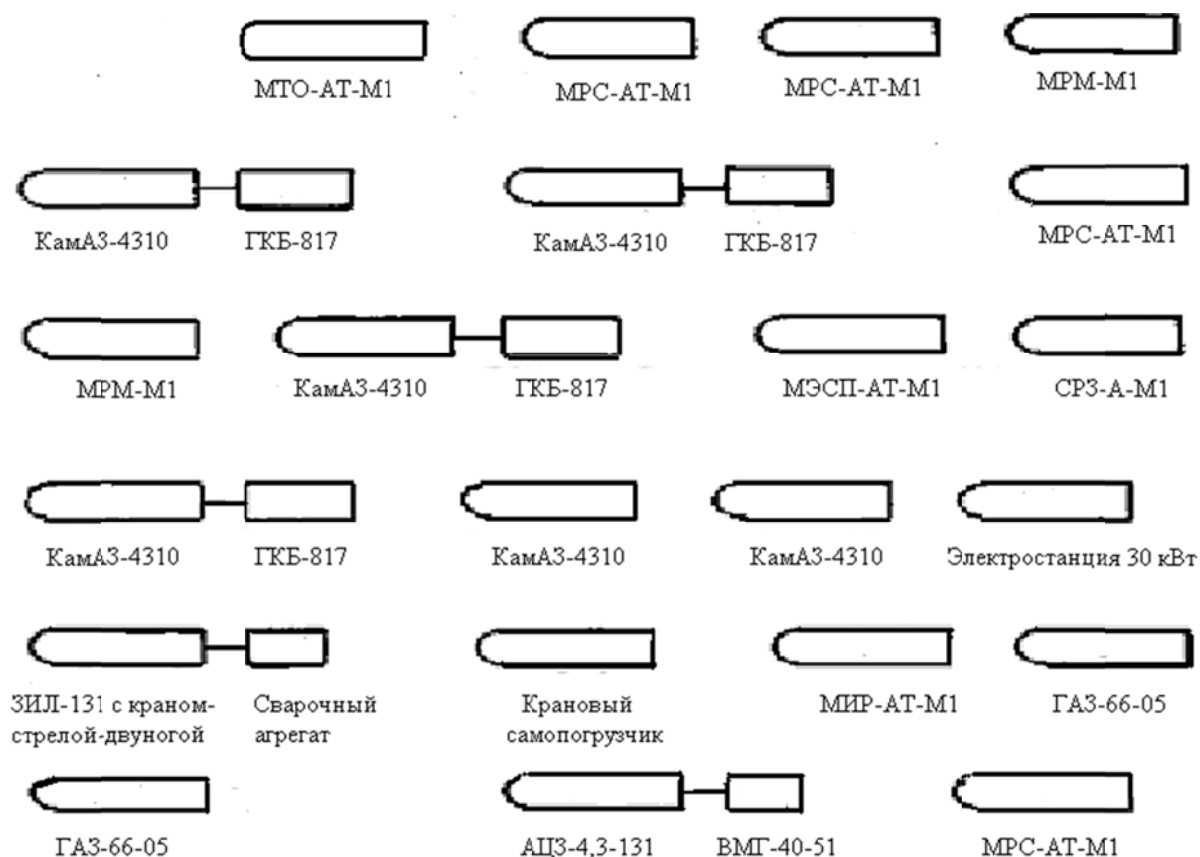 МТО-АТ-М1 МРС-АТ-М1 МРС-АТ-М1 МРМ-М1
КамАЗ-4310 ГКБ-817 КамАЗ-4310 ГКБ-817 МРС-АТ-М1
МРМ-М1 КамАЗ-4310 ГКБ-817 МЭСП-АТ-М1 СРЗ-А-М1
КамАЗ-4310 ГКБ-817 КамАЗ-4310 КамАЗ-4310 Электростанция 30 кВт
ЗИЛ-131 с краном- Сварочный Крановый МИР-АТ-М1 ГАЗ-66-05
стрелой-двуногой агрегат самопогрузчик
ГАЗ-66-05 АЦЗ-4,3-131 ВМГ-40-51 МРС-АТ-М1